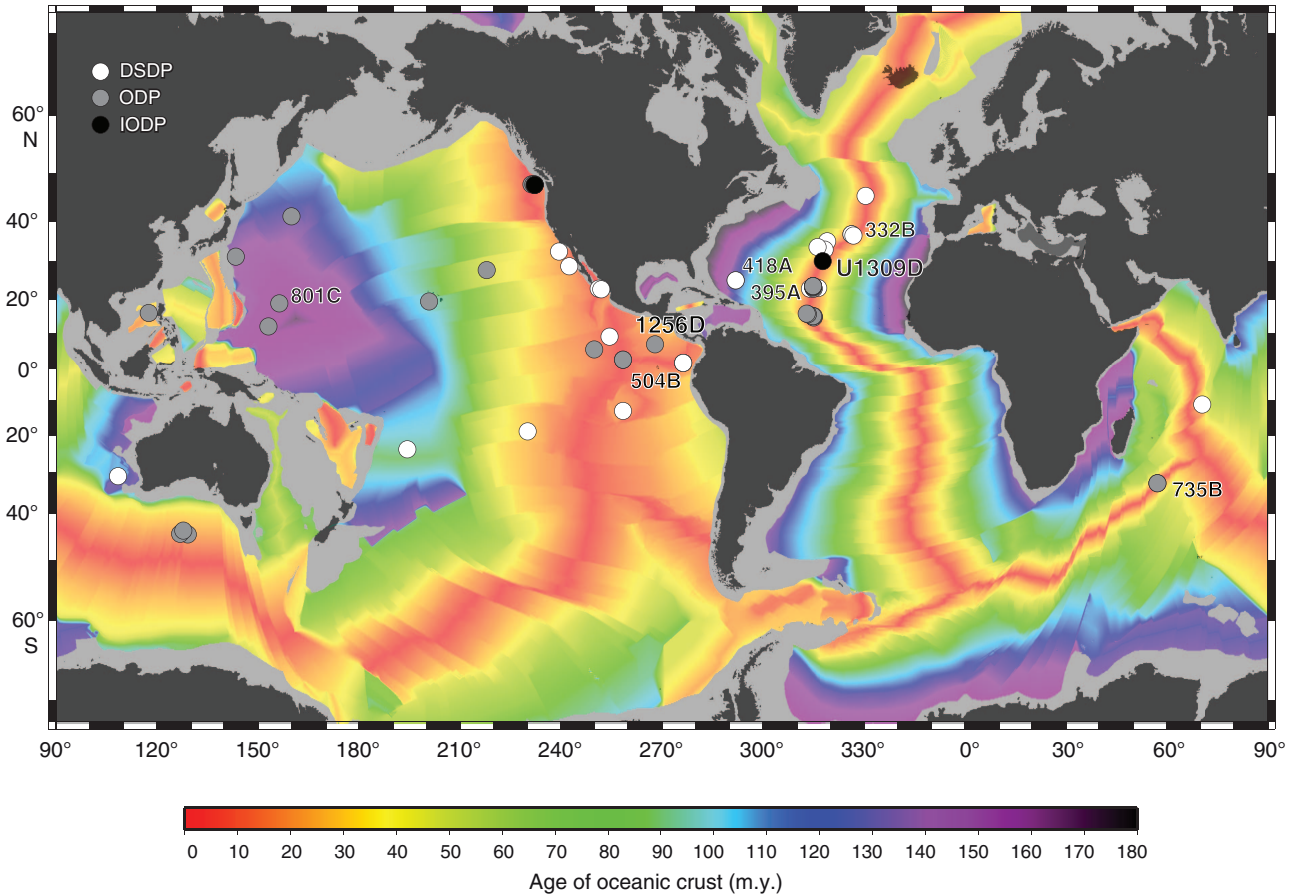 DSDP
ODP
IODP
60°
N
40°
20°
0°
20°
40°
60°
S
332B
418A
U1309D
395A
801C
1256D
504B
735B
90°
120°
150°
180°
210°
240°
270°
300°
330°
0°
30°
60°
90°
0 10 20 30 40 50 60 70 80 90 100 110 120 130 140 150 160 170 180
Age of oceanic crust (m.y.)